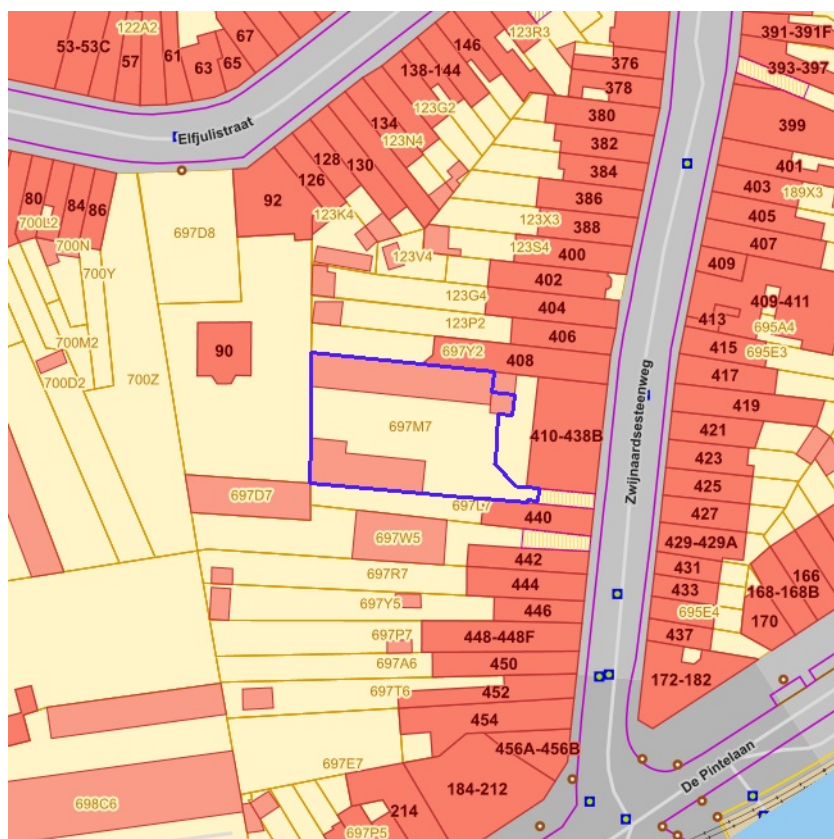 122A2
53-53C
57
61
63
65
67
Elfjulistraat
146
123R3
138-144
123G2
134
123N4
128
130
126
92
123K4
376
378
380
382
384
386
123X3
388
123S4
400
123V4
402
123G4
404
123P2
406
697Y2
408
391-391F
393-397
399
401
403
189X3
405
407
409
409-411
413
695A4
415
695E3
417
419
421
423
425
427
429-429A
431
433
695E4
437
166
168-168B
170
172-182
80
84
86
700L2
700N
700Y
697D8
700M2
700D2
700Z
90
697M7
410-438B
Zwijnaardsesteenweg
697D7
697L7
440
697W5
442
697R7
444
697Y5
446
697P7
448-448F
697A6
450
697T6
452
454
456A-456B
697E7
184-212
698C6
214
697P5
De Pintelaan